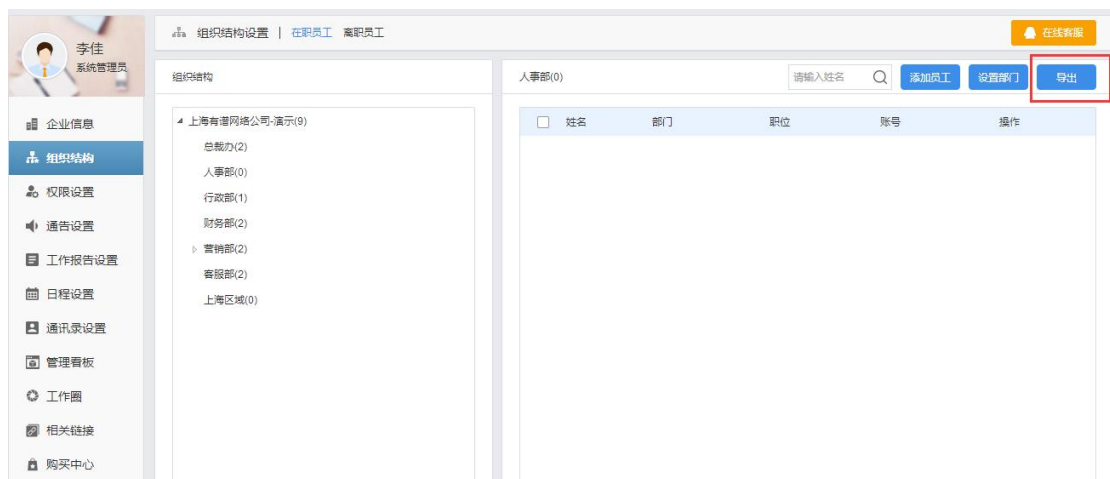 李佳
系统管理员
企业信息
组织结构
权限设置
通告设置
工作报告设置
日程设置
通讯录设置
管理看板
工作圈
相关链接
购买中心
组织结构设置 | 在职员工 离职员工
在线客服
组织结构
上海有谱网络公司-演示(9)
总裁办(2)
人事部(0)
行政部(1)
财务部(2)
营销部(2)
客服部(2)
上海区域(0)
人事部(0) 请输入姓名 添加员工 设置部门 导出
姓名 部门 职位 账号 操作